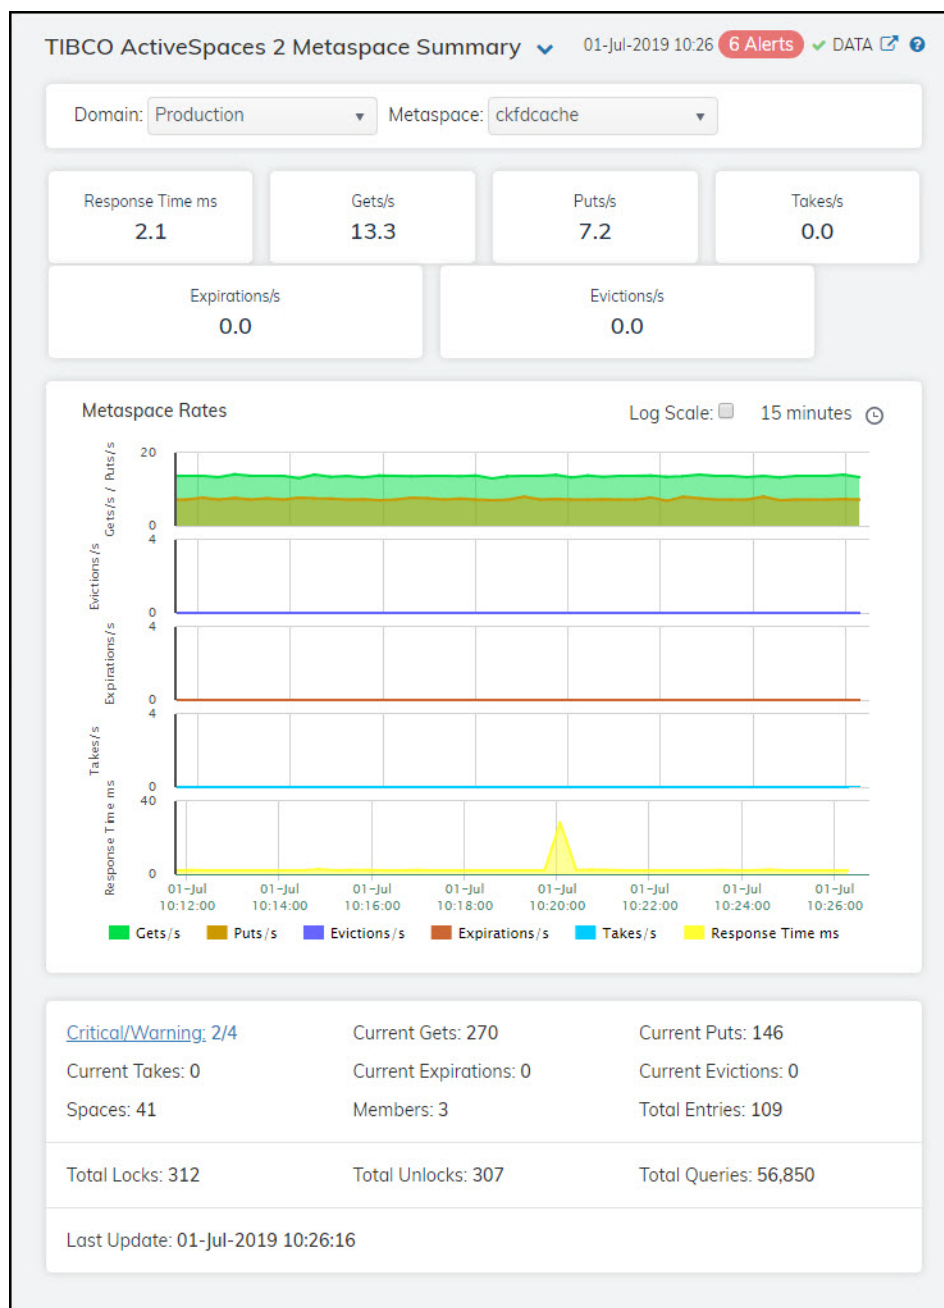 TIBCO ActiveSpaces 2 Metaspace Summary 01-Jul-2019 10:26 6 Alerts DATA
Domain: Production Metaspace: ckfdcache
Response Time ms Gets/s Puts/s Takes/s
2.1 13.3 7.2 0.0
Expirations/s Evictions/s
0.0 0.0
Metaspace Rates Log Scale: 15 minutes
Gets/s / Puts/s
20
0
Evictions/s
4
0
Expirations/s
4
0
Takes/s
4
0
Response Time ms
40
0
01-Jul 01-Jul 01-Jul 01-Jul 01-Jul 01-Jul 01-Jul 01-Jul
10:12:00 10:14:00 10:16:00 10:18:00 10:20:00 10:22:00 10:24:00 10:26:00
Gets/s Puts/s Evictions/s Expirations/s Takes/s Response Time ms
Critical/Warning: 2/4 Current Gets: 270 Current Puts: 146
Current Takes: 0 Current Expirations: 0 Current Evictions: 0
Spaces: 41 Members: 3 Total Entries: 109
Total Locks: 312 Total Unlocks: 307 Total Queries: 56,850
Last Update: 01-Jul-2019 10:26:16